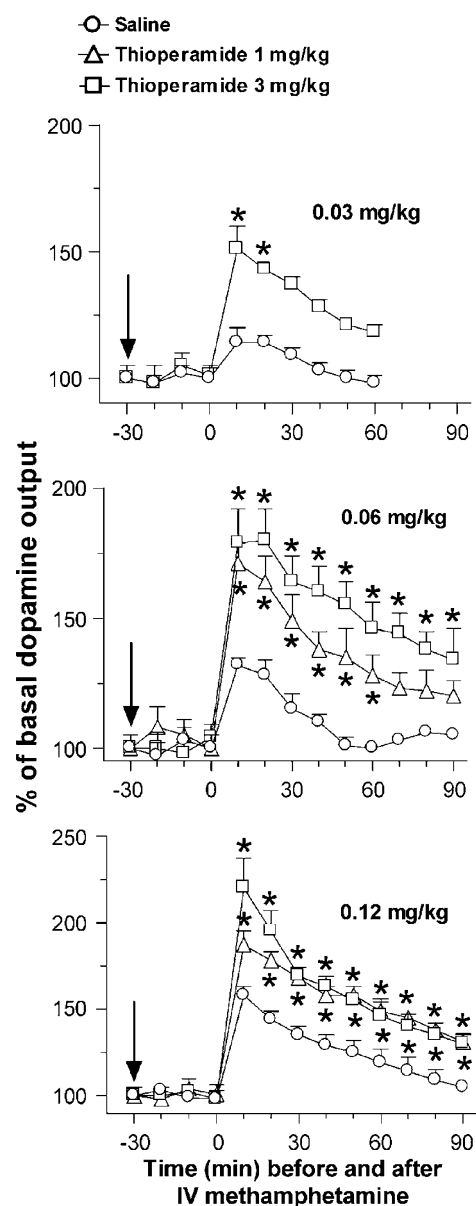 Saline
Thioperamide 1 mg/kg
Thioperamide 3 mg/kg
% of basal dopamine output
200
150
100
0.03 mg/kg
* *
-30 0 30 60 90
200
150
100
0.06 mg/kg
* * * * * * * * *
* * * * * *
-30 0 30 60 90
250
200
150
100
0.12 mg/kg
* * * * * * * * *
* * * * * * * * *
-30 0 30 60 90
Time (min) before and after
IV methamphetamine